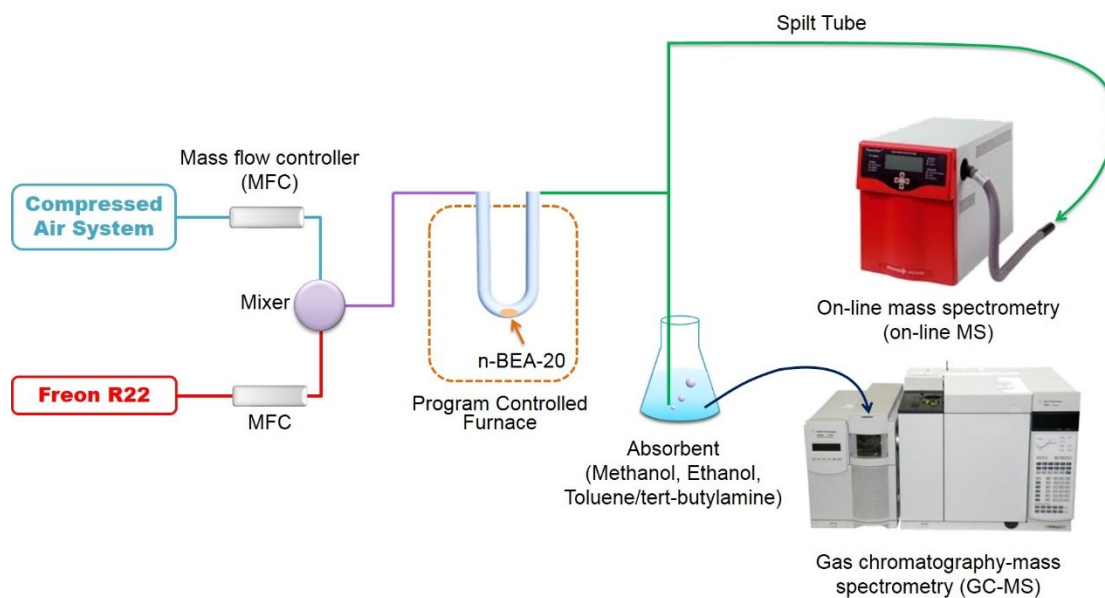 Spilt Tube
Mass flow controller
(MFC)
Compressed
Air System
Mixer
n-BEA-20
On-line mass spectrometry
(on-line MS)
Freon R22
MFC
Program Controlled
Furnace
Absorbent
(Methanol, Ethanol,
Toluene/tert-butylamine)
Gas chromatography-mass
spectrometry (GC-MS)